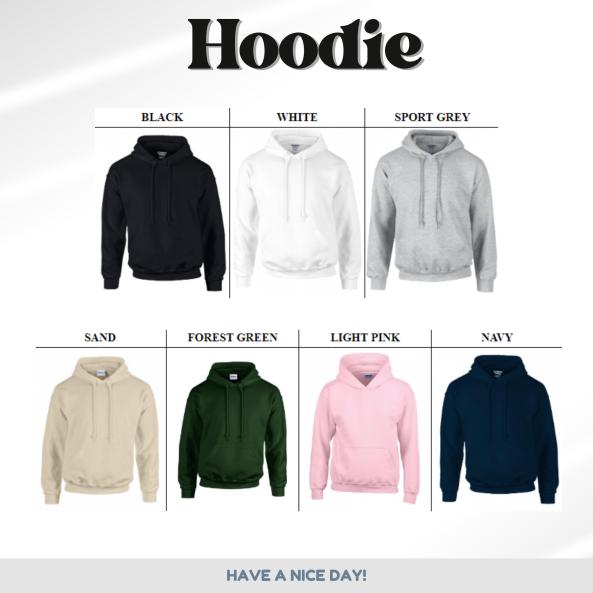 Hoodie
BLACK WHITE SPORT GREY
SAND FOREST GREEN LIGHT PINK NAVY
HAVE A NICE DAY!